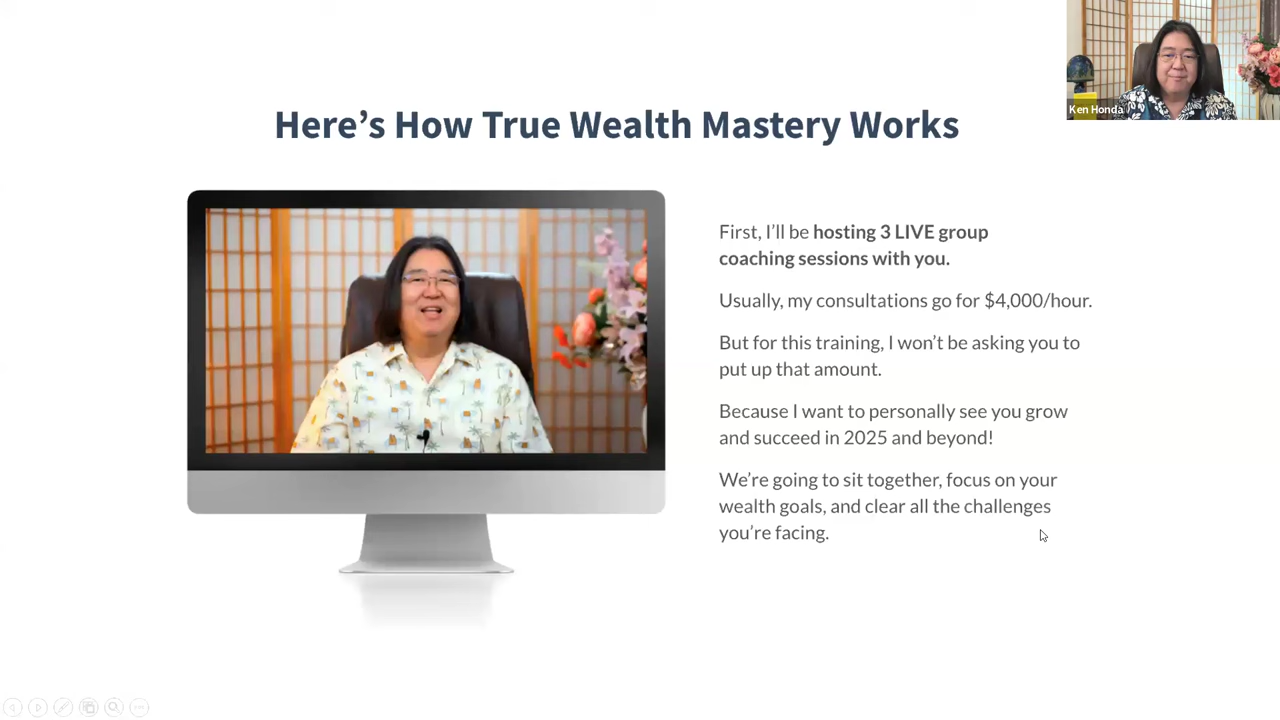 Ken Honda
Here's How True Wealth Mastery Works
First, I'll be hosting 3 LIVE group
coaching sessions with you.
Usually, my consultations go for $4,000/hour.
But for this training, I won't be asking you to
put up that amount.
Because I want to personally see you grow
and succeed in 2025 and beyond!
We're going to sit together, focus on your
wealth goals, and clear all the challenges
you're facing.